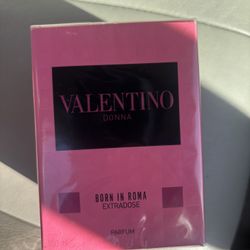 VALENTINO
DONNA
BORN IN ROMA
EXTRADOSE
PARFUM